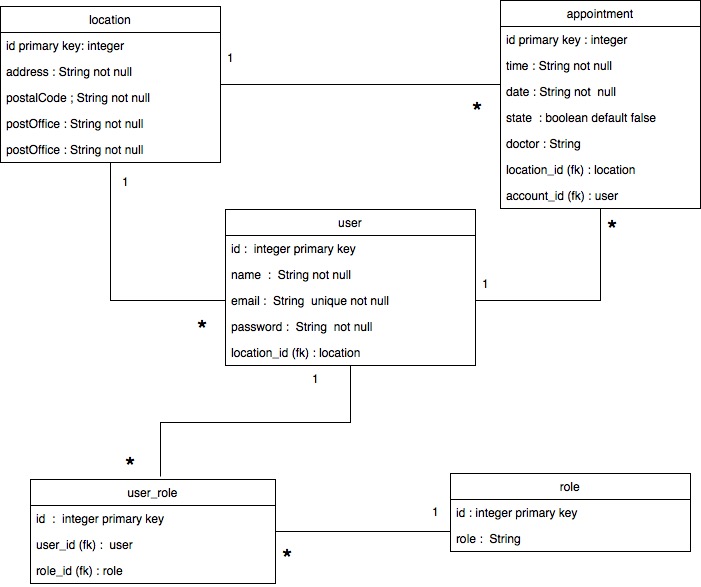 location
id primary key: integer
address : String not null
postalCode ; String not null
postOffice : String not null
postOffice : String not null
1
*
appointment
id primary key : integer
time : String not null
date : String not  null
state  : boolean default false
doctor : String
location_id (fk) : location
account_id (fk) : user
1
*
*
1
user
id :  integer primary key
name  :  String not null
email :  String  unique not null
password :  String  not null
location_id (fk) : location
1
*
user_role
id  :  integer primary key
user_id (fk) :  user
role_id (fk) : role
1
*
role
id : integer primary key
role :  String